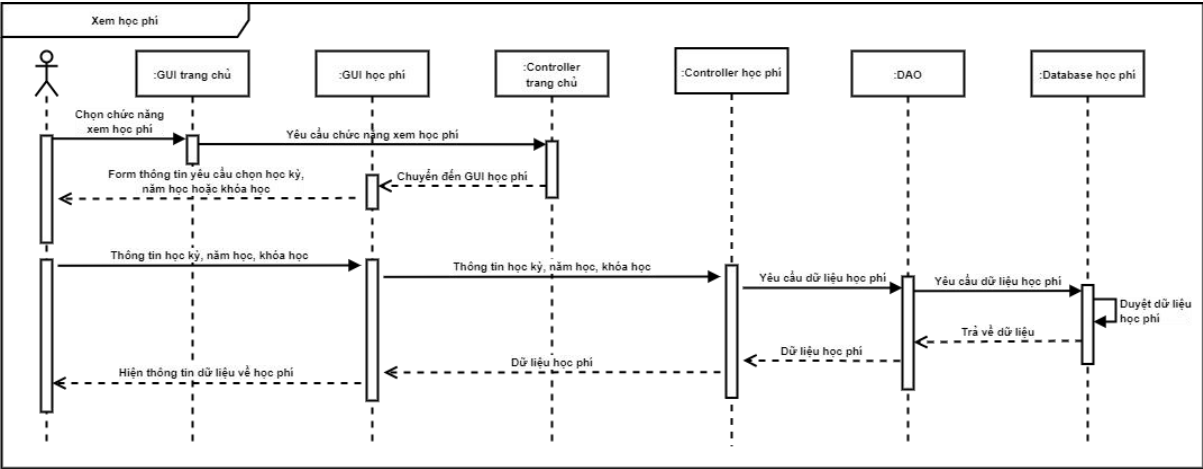 Xem học phí
:GUI trang chủ
:GUI học phí
:Controller
trang chủ
:Controller học phí
:DAO
:Database học phí
Chọn chức năng
xem học phí
Yêu cầu chức năng xem học phí
Form thông tin yêu cầu chọn học kỳ,
năm học hoặc khóa học
Chuyển đến GUI học phí
Thông tin học kỳ, năm học, khóa học
Thông tin học kỳ, năm học, khóa học
Yêu cầu dữ liệu học phí
Yêu cầu dữ liệu học phí
Duyệt dữ liệu
học phí
Trả về dữ liệu
Dữ liệu học phí
Dữ liệu học phí
Hiện thông tin dữ liệu về học phí